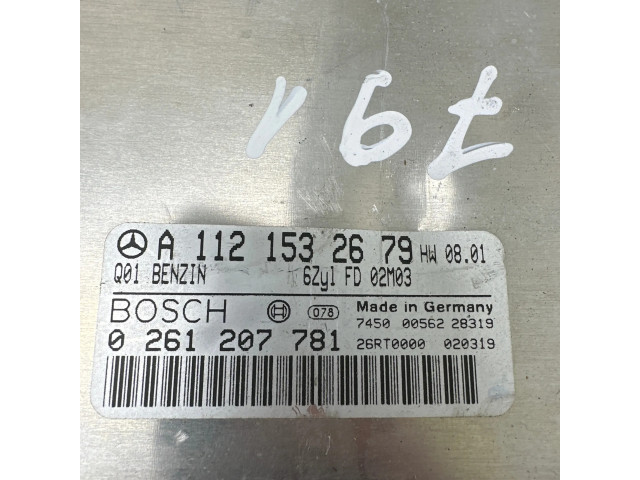 A 112 153 26 79 HW 08.01
Q01 BENZIN 6Zyl FD 02M03
BOSCH 078 Made in Germany
7450 00562 28319
0 261 207 781 26RT0000 020319